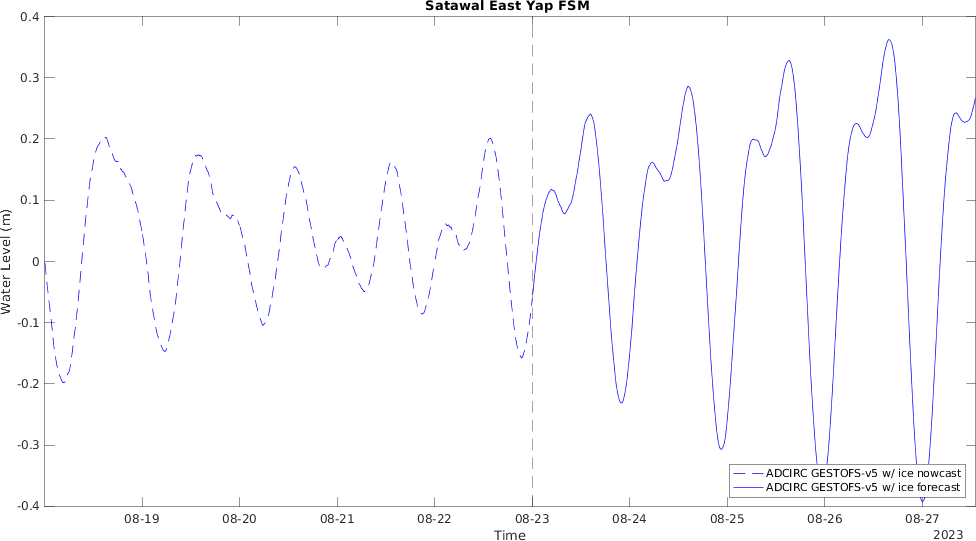 Satawal East Yap FSM
0.4
0.3
0.2
0.1
0
-0.1
-0.2
-0.3
-0.4
Water Level (m)
ADCIRC GESTOFS-v5 w/ ice nowcast
ADCIRC GESTOFS-v5 w/ ice forecast
08-19 08-20 08-21 08-22 08-23 08-24 08-25 08-26 08-27
Time
2023